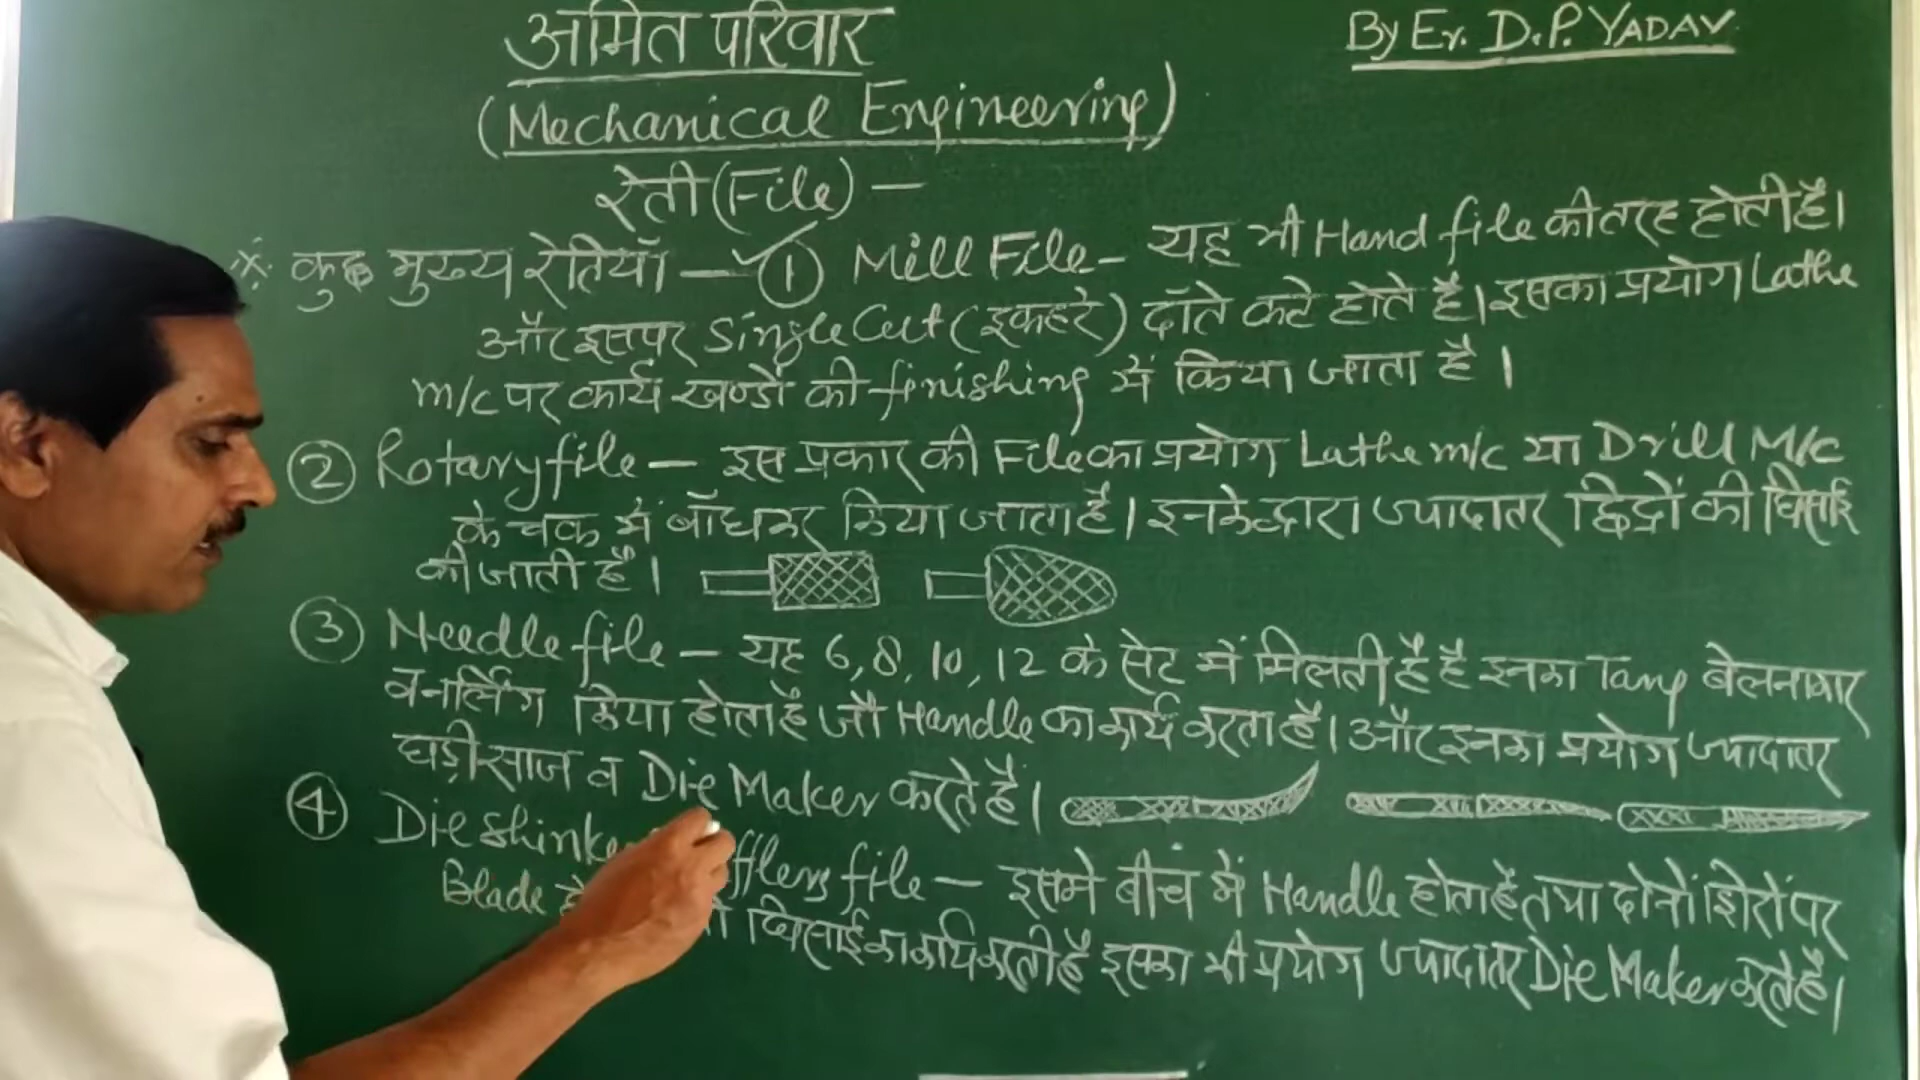 अमित परिवार
By Er. D.P. YADAV
(Mechanical Engineering)
रेती (File) —
※ कुछ मुख्य रेतियाँ — ① Mill File - यह भी Hand file की तरह होती है।
और इसपर Single Cut (इकहरे) दाँते कटे होते है। इसका प्रयोग Lathe
m/c पर कार्य खण्डों की finishing में किया जाता है।
② Rotary file — इस प्रकार की File का प्रयोग Lathe m/c या Drill M/c
के चक में बाँधकर किया जाता है। इनके द्वारा ज्यादातर छिद्रों की घिसाई
की जाती है।
③ Needle file — यह 6, 8, 10, 12 के सेट में मिलती है है इनका Tang बेलनाकार
व नर्लिंग किया होता है जो Handle का कार्य करता है। और इनका प्रयोग ज्यादातर
घड़ीसाज व Die Maker करते है।
④ Die shinke fflers file — इसमे बीच में Handle होता है तथा दोनों शिरों पर
Blade घिसाई का कार्य करती है इसका भी प्रयोग ज्यादातर Die Maker करते है।